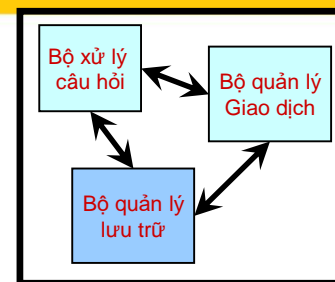 Bộ xử lý
câu hỏi
Bộ quản lý
Giao dịch
Bộ quản lý
lưu trữ